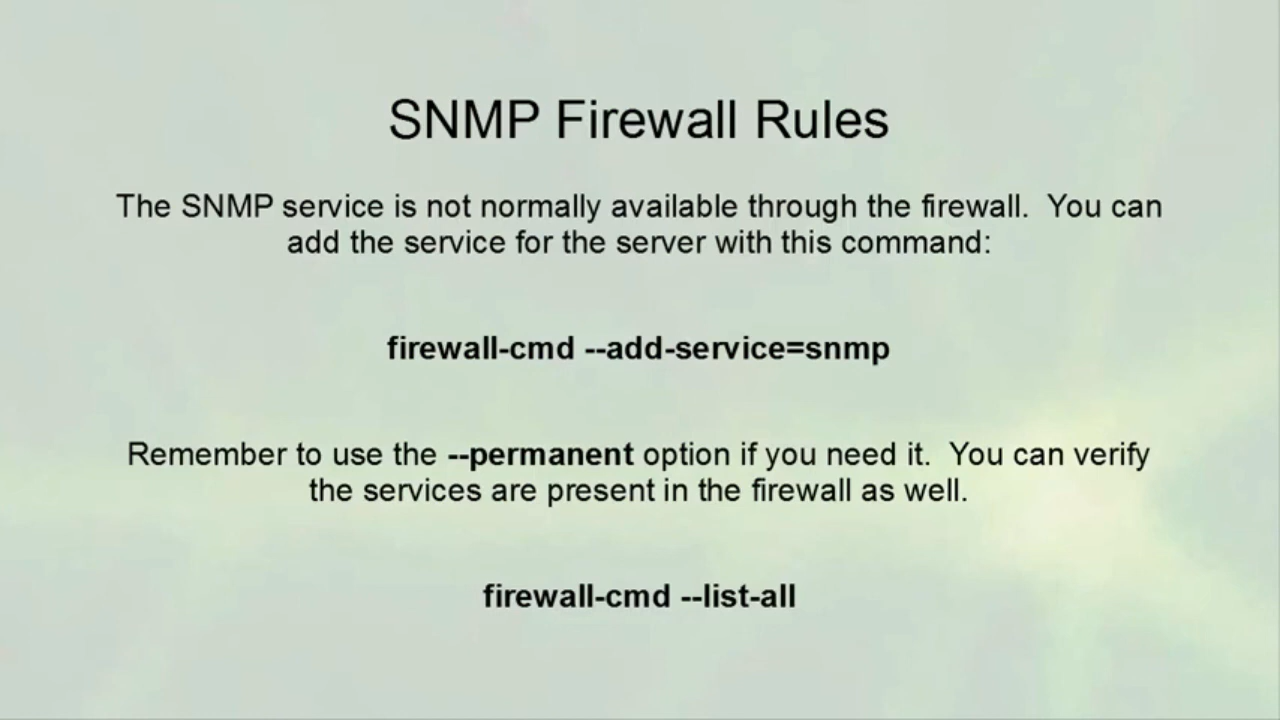 SNMP Firewall Rules
The SNMP service is not normally available through the firewall.  You can
add the service for the server with this command:
firewall-cmd --add-service=snmp
Remember to use the --permanent option if you need it.  You can verify
the services are present in the firewall as well.
firewall-cmd --list-all